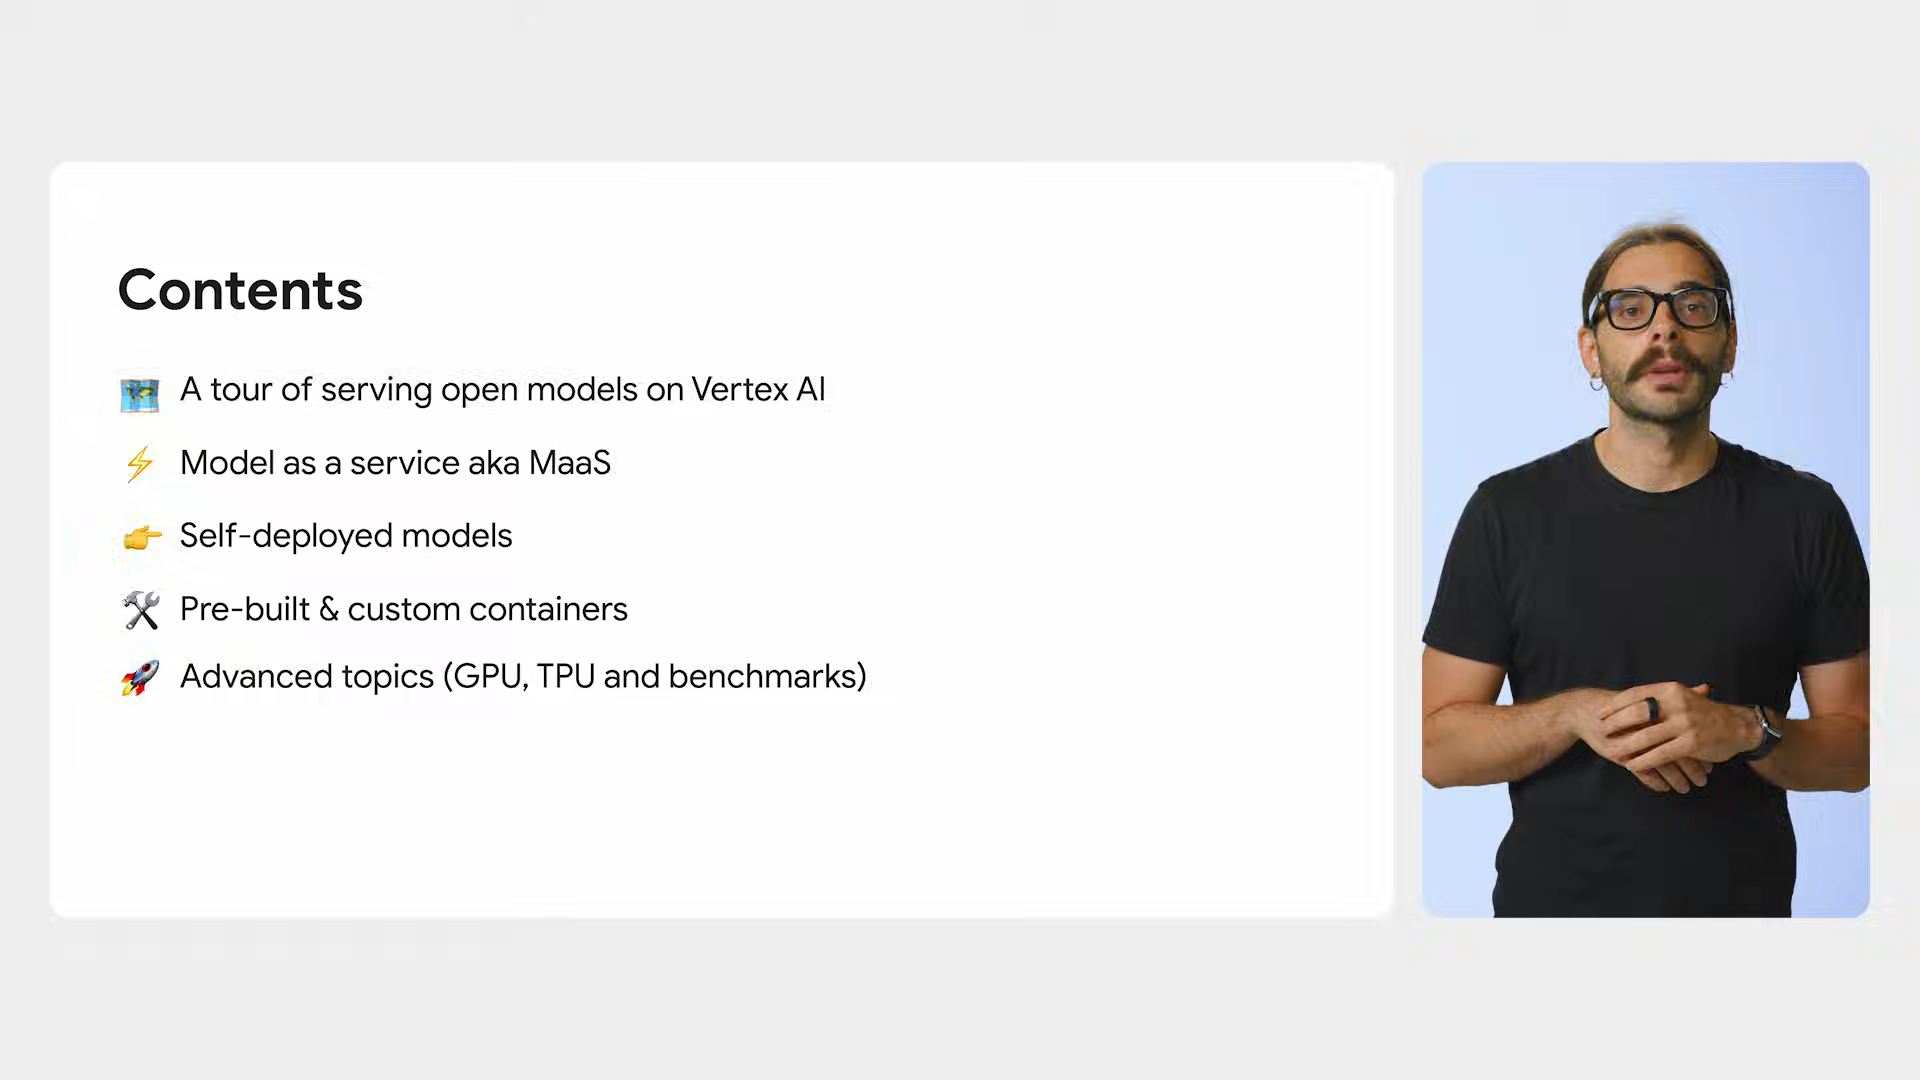 Contents
A tour of serving open models on Vertex AI
Model as a service aka MaaS
Self-deployed models
Pre-built & custom containers
Advanced topics (GPU, TPU and benchmarks)